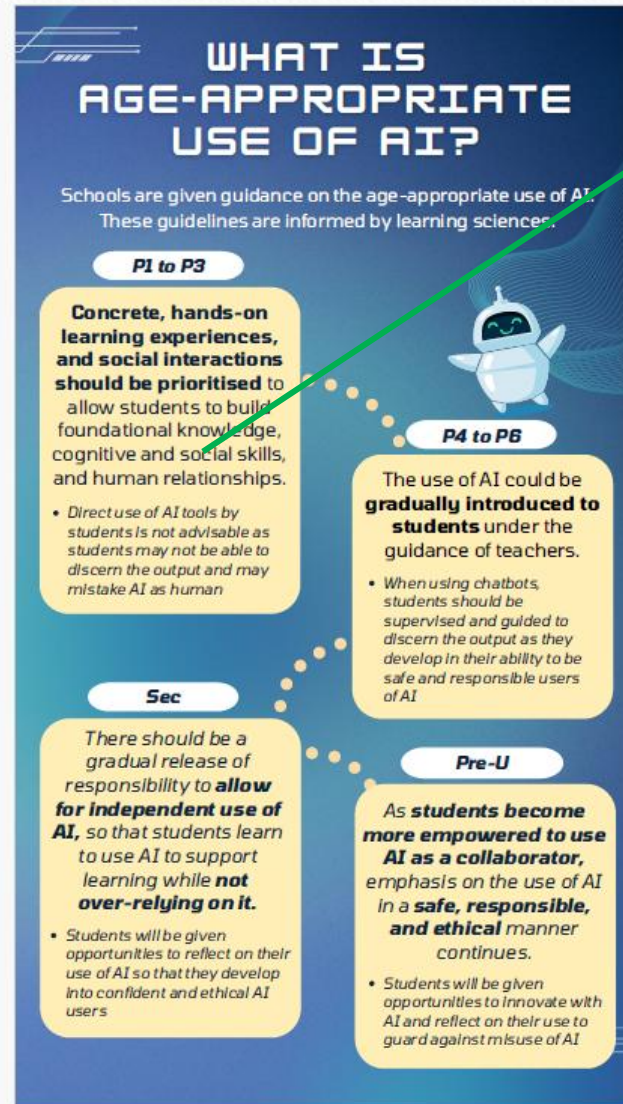 WHAT IS
AGE-APPROPRIATE
USE OF AI?
Schools are given guidance on the age-appropriate use of AI.
These guidelines are informed by learning sciences.
P1 to P3
Concrete, hands-on
learning experiences,
and social interactions
should be prioritised to
allow students to build
foundational knowledge,
cognitive and social skills,
and human relationships.
• Direct use of AI tools by
students is not advisable as
students may not be able to
discern the output and may
mistake AI as human
P4 to P6
The use of AI could be
gradually introduced to
students under the
guidance of teachers.
• When using chatbots,
students should be
supervised and guided to
discern the output as they
develop in their ability to be
safe and responsible users
of AI
Sec
There should be a
gradual release of
responsibility to allow
for independent use of
AI, so that students learn
to use AI to support
learning while not
over-relying on it.
• Students will be given
opportunities to reflect on their
use of AI so that they develop
into confident and ethical AI
users
Pre-U
As students become
more empowered to use
AI as a collaborator,
emphasis on the use of AI
in a safe, responsible,
and ethical manner
continues.
• Students will be given
opportunities to innovate with
AI and reflect on their use to
guard against misuse of AI